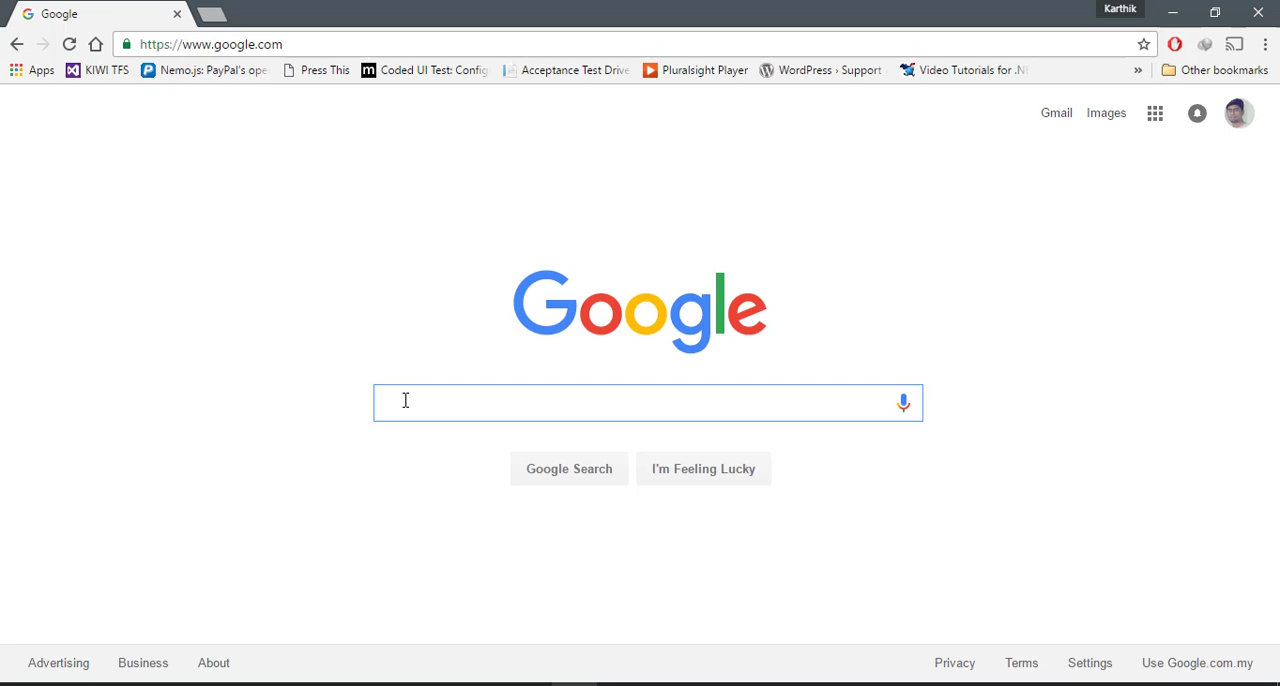 Google
Karthik
https://www.google.com
Apps KIWI TFS Nemo.js: PayPal's ope Press This Coded UI Test: Config Acceptance Test Drive Pluralsight Player WordPress › Support Video Tutorials for .N » Other bookmarks
Gmail Images
Google
Google Search I'm Feeling Lucky
Advertising Business About Privacy Terms Settings Use Google.com.my